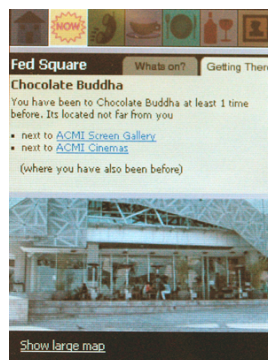 NOW
Fed Square
Whats on?
Getting Ther
Chocolate Buddha
You have been to Chocolate Buddha at least 1 time
before. Its located not far from you
next to ACMI Screen Gallery
next to ACMI Cinemas
(where you have also been before)
Show large map